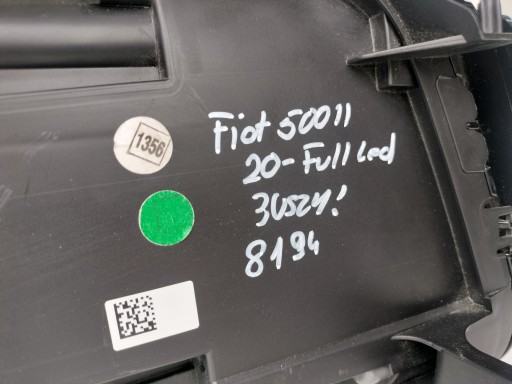 1356
Fiat 500 II
20- Full Led
3 USZY!
8194